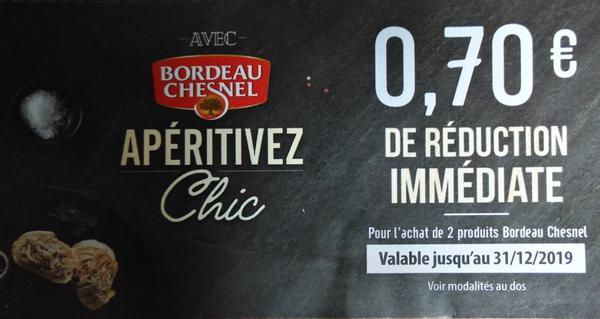 AVEC
BORDEAU
CHESNEL
APÉRITIVEZ
Chic
0,70 €
DE RÉDUCTION
IMMÉDIATE
Pour l'achat de 2 produits Bordeau Chesnel
Valable jusqu'au 31/12/2019
Voir modalités au dos